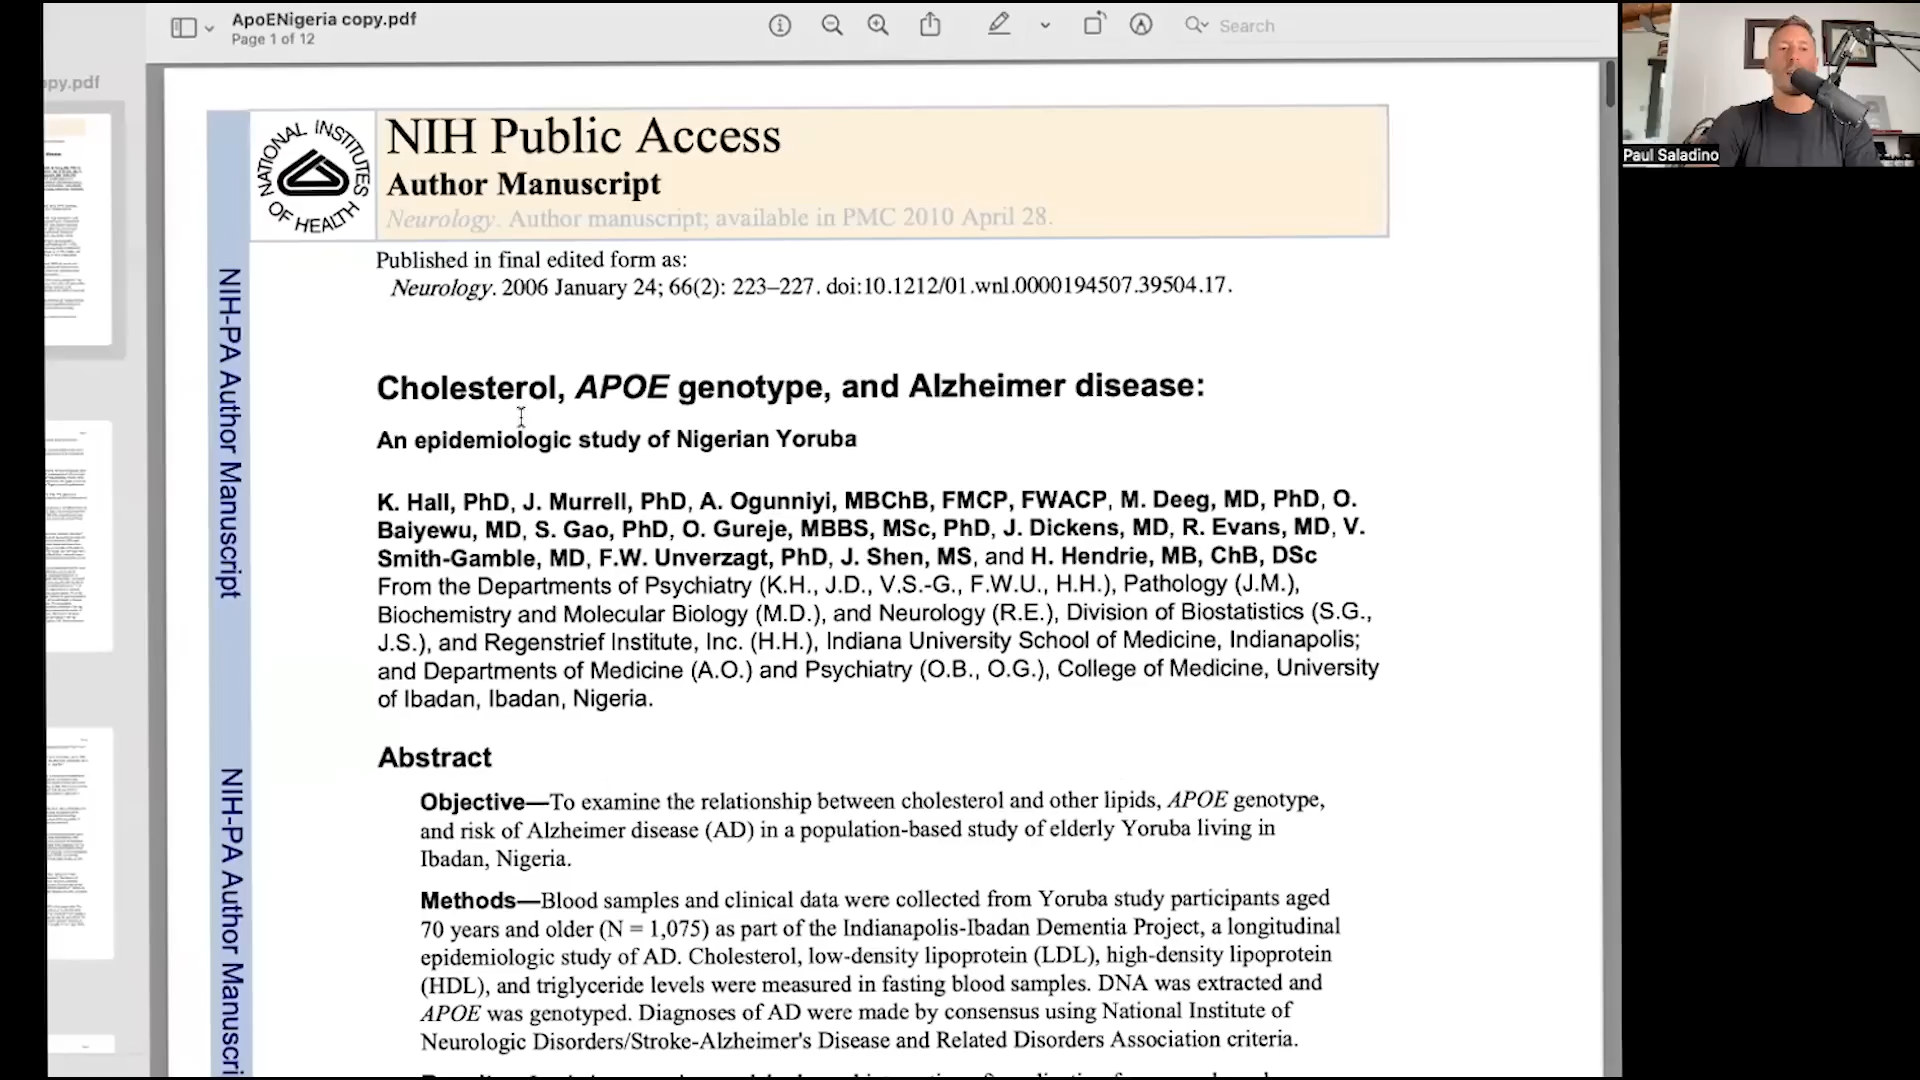 ApoENigeria copy.pdf
Page 1 of 12
Search
opy.pdf
Paul Saladino
NATIONAL INSTITUTES
OF HEALTH
NIH Public Access
Author Manuscript
Neurology. Author manuscript; available in PMC 2010 April 28.
Published in final edited form as:
Neurology. 2006 January 24; 66(2): 223–227. doi:10.1212/01.wnl.0000194507.39504.17.
NIH-PA Author Manuscript
Cholesterol, APOE genotype, and Alzheimer disease:
An epidemiologic study of Nigerian Yoruba
K. Hall, PhD, J. Murrell, PhD, A. Ogunniyi, MBChB, FMCP, FWACP, M. Deeg, MD, PhD, O.
Baiyewu, MD, S. Gao, PhD, O. Gureje, MBBS, MSc, PhD, J. Dickens, MD, R. Evans, MD, V.
Smith-Gamble, MD, F.W. Unverzagt, PhD, J. Shen, MS, and H. Hendrie, MB, ChB, DSc
From the Departments of Psychiatry (K.H., J.D., V.S.-G., F.W.U., H.H.), Pathology (J.M.),
Biochemistry and Molecular Biology (M.D.), and Neurology (R.E.), Division of Biostatistics (S.G.,
J.S.), and Regenstrief Institute, Inc. (H.H.), Indiana University School of Medicine, Indianapolis;
and Departments of Medicine (A.O.) and Psychiatry (O.B., O.G.), College of Medicine, University
of Ibadan, Ibadan, Nigeria.
Abstract
Objective—To examine the relationship between cholesterol and other lipids, APOE genotype,
and risk of Alzheimer disease (AD) in a population-based study of elderly Yoruba living in
Ibadan, Nigeria.
Methods—Blood samples and clinical data were collected from Yoruba study participants aged
70 years and older (N = 1,075) as part of the Indianapolis-Ibadan Dementia Project, a longitudinal
epidemiologic study of AD. Cholesterol, low-density lipoprotein (LDL), high-density lipoprotein
(HDL), and triglyceride levels were measured in fasting blood samples. DNA was extracted and
APOE was genotyped. Diagnoses of AD were made by consensus using National Institute of
Neurologic Disorders/Stroke-Alzheimer's Disease and Related Disorders Association criteria.
NIH-PA Author Manuscri